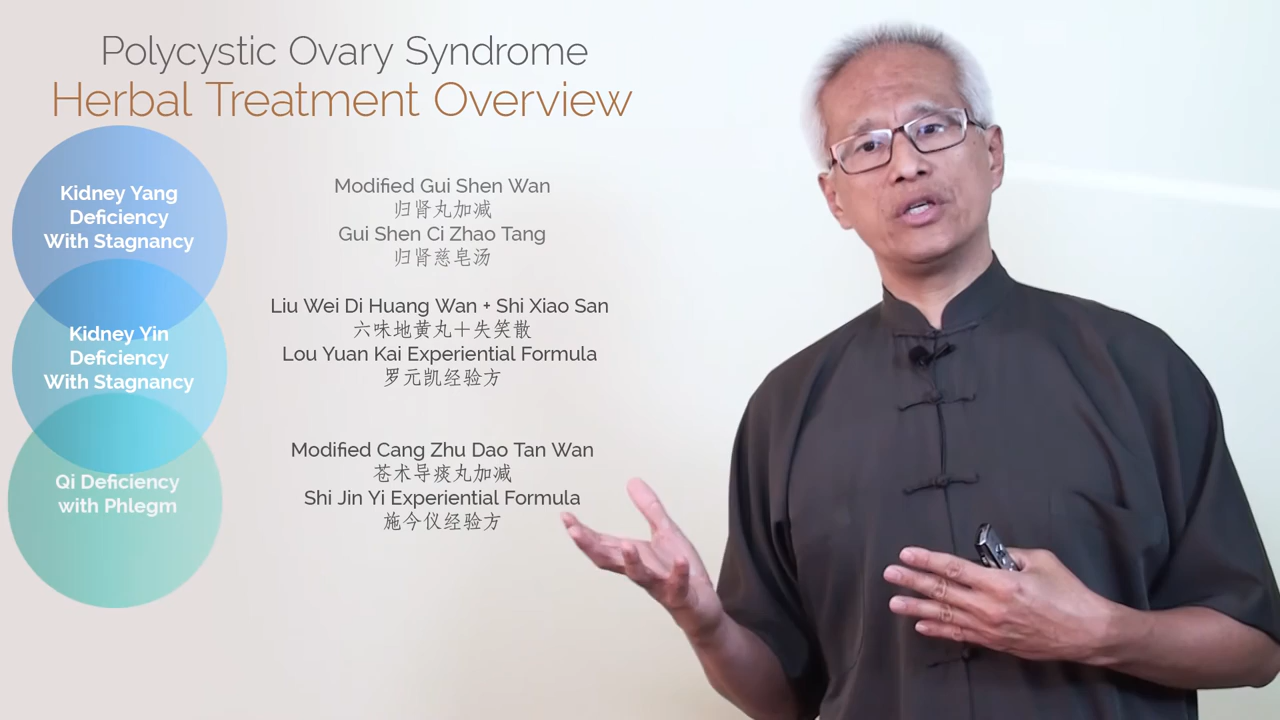 Polycystic Ovary Syndrome
Herbal Treatment Overview
Kidney Yang
Deficiency
With Stagnancy
Modified Gui Shen Wan
归肾丸加减
Gui Shen Ci Zhao Tang
归肾慈皂汤
Kidney Yin
Deficiency
With Stagnancy
Liu Wei Di Huang Wan + Shi Xiao San
六味地黄丸＋失笑散
Lou Yuan Kai Experiential Formula
罗元凯经验方
Qi Deficiency
with Phlegm
Modified Cang Zhu Dao Tan Wan
苍术导痰丸加减
Shi Jin Yi Experiential Formula
施今仪经验方